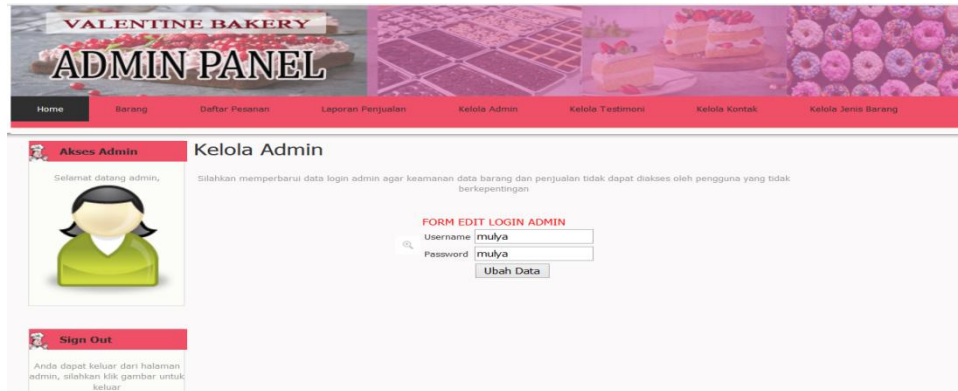 VALENTINE BAKERY
ADMIN PANEL
Home Barang Daftar Pesanan Laporan Penjualan Kelola Admin Kelola Testimoni Kelola Kontak Kelola Jenis Barang
Akses Admin
Selamat datang admin,
Kelola Admin
Silahkan memperbarui data login admin agar keamanan data barang dan penjualan tidak dapat diakses oleh pengguna yang tidak
berkepentingan
FORM EDIT LOGIN ADMIN
Username mulya
Password mulya
Ubah Data
Sign Out
Anda dapat keluar dari halaman
admin, silahkan klik gambar untuk
keluar